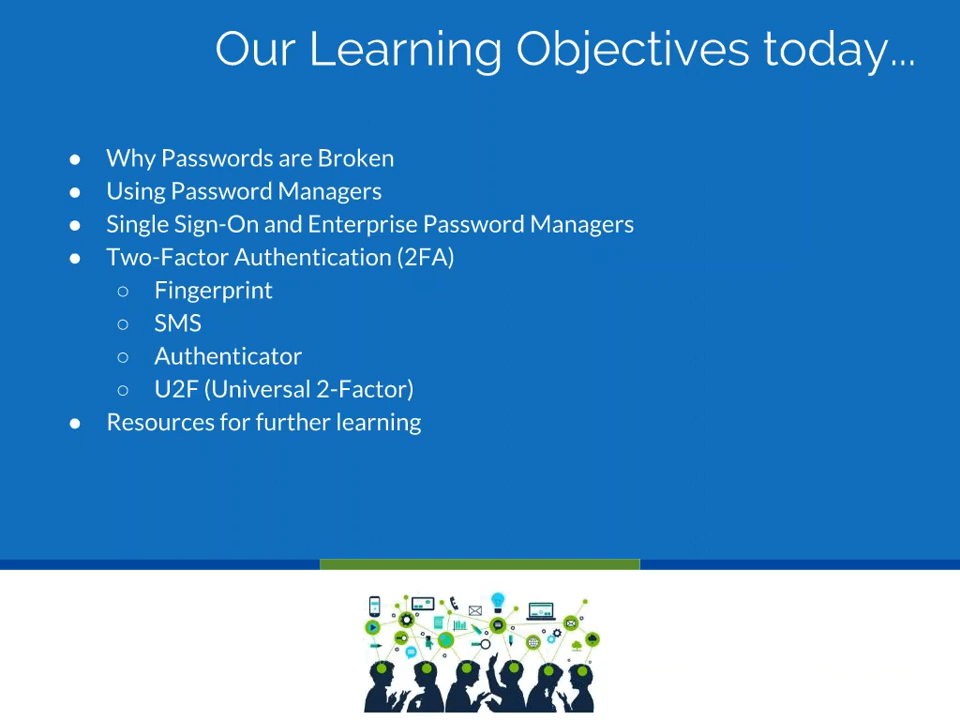 Our Learning Objectives today...
● Why Passwords are Broken
● Using Password Managers
● Single Sign-On and Enterprise Password Managers
● Two-Factor Authentication (2FA)
○ Fingerprint
○ SMS
○ Authenticator
○ U2F (Universal 2-Factor)
● Resources for further learning